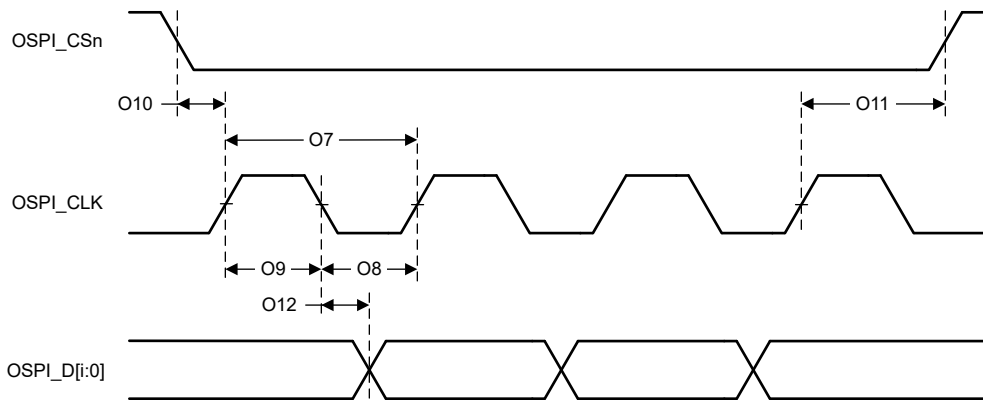 OSPI_CSn
O10
O11
O7
OSPI_CLK
O9
O8
O12
OSPI_D[i:0]